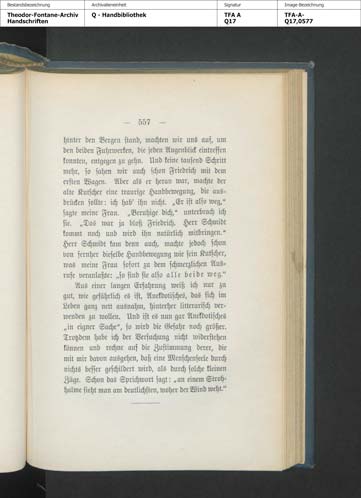 Bestandsbezeichnung
Archivalieneinheit
Signatur
Image-Bezeichnung
Theodor-Fontane-Archiv
Handschriften
Q - Handbibliothek
TFA A
Q17
TFA-A-
Q17,0577
— 557 —
hinter den Bergen stand, machten wir uns auf, um
den beiden Fuhrwerken, die jeden Augenblick eintreffen
konnten, entgegen zu gehn. Und keine tausend Schritt
mehr, so sahen wir auch schon Friedrich mit dem
ersten Wagen. Aber als er heran war, machte der
alte Kutscher eine traurige Handbewegung, die aus-
drücken sollte: ich hab' ihn nicht. „Er ist also weg,“
sagte meine Frau. „Beruhige dich,“ unterbrach ich
sie. „Das war ja bloß Friedrich. Herr Schmidt
kommt noch und wird ihn natürlich mitbringen.“
Herr Schmidt kam denn auch, machte jedoch schon
von fernher dieselbe Handbewegung wie sein Kutscher,
was meine Frau sofort zu dem schmerzlichen Aus-
rufe veranlaßte: „so sind sie also alle beide weg.“
Aus einer langen Erfahrung weiß ich nur zu
gut, wie gefährlich es ist, Anekdotisches, das sich im
Leben ganz nett ausnahm, hinterher litterarisch ver-
wenden zu wollen. Und ist es nun gar Anekdotisches
„in eigner Sache“, so wird die Gefahr noch größer.
Trotzdem habe ich der Versuchung nicht widerstehen
können und rechne auf die Zustimmung derer, die
mit mir davon ausgehen, daß eine Menschenseele durch
nichts besser geschildert wird, als durch solche kleinen
Züge. Schon das Sprichwort sagt: „an einem Stroh-
halme sieht man am deutlichsten, woher der Wind weht.“